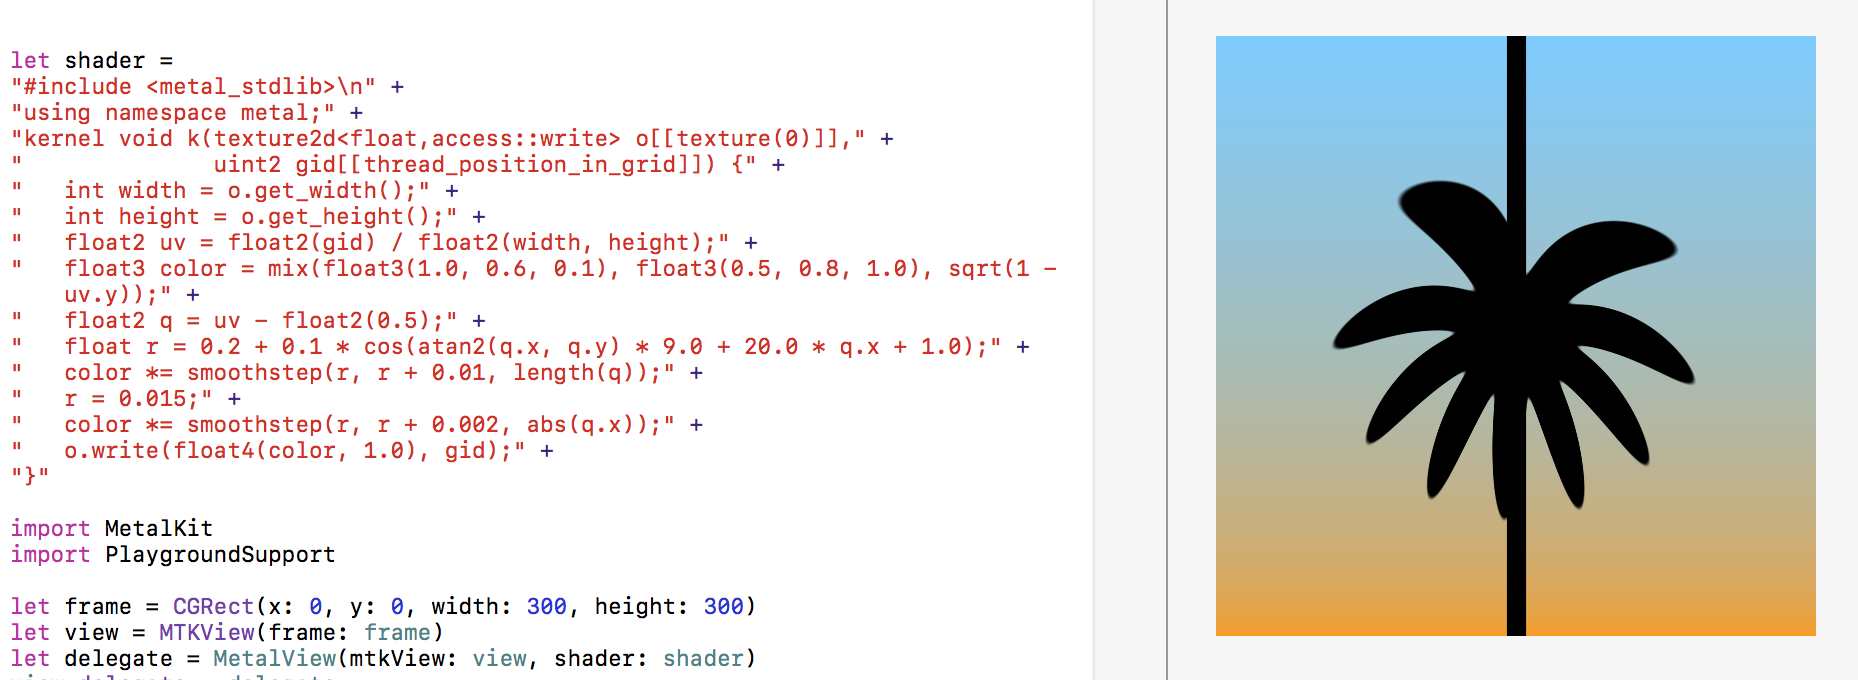 let shader =
"#include <metal_stdlib>\n" +
"using namespace metal;" +
"kernel void k(texture2d<float,access::write> o[[texture(0)]]," +
"              uint2 gid[[thread_position_in_grid]]) {" +
"   int width = o.get_width();" +
"   int height = o.get_height();" +
"   float2 uv = float2(gid) / float2(width, height);" +
"   float3 color = mix(float3(1.0, 0.6, 0.1), float3(0.5, 0.8, 1.0), sqrt(1 -
    uv.y));" +
"   float2 q = uv - float2(0.5);" +
"   float r = 0.2 + 0.1 * cos(atan2(q.x, q.y) * 9.0 + 20.0 * q.x + 1.0);" +
"   color *= smoothstep(r, r + 0.01, length(q));" +
"   r = 0.015;" +
"   color *= smoothstep(r, r + 0.002, abs(q.x));" +
"   o.write(float4(color, 1.0), gid);" +
"}"
import MetalKit
import PlaygroundSupport
let frame = CGRect(x: 0, y: 0, width: 300, height: 300)
let view = MTKView(frame: frame)
let delegate = MetalView(mtkView: view, shader: shader)